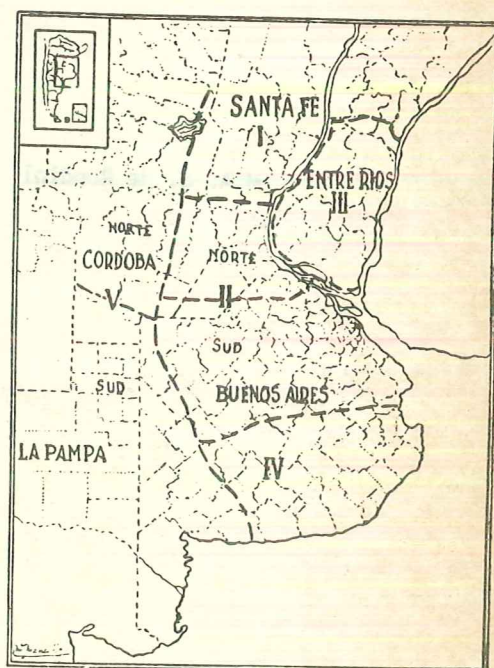 SANTA FE
I
ENTRE RIOS
III
NORTE
CORDOBA
V
NORTE
II
SUD
SUD
BUENOS AIRES
LA PAMPA
IV